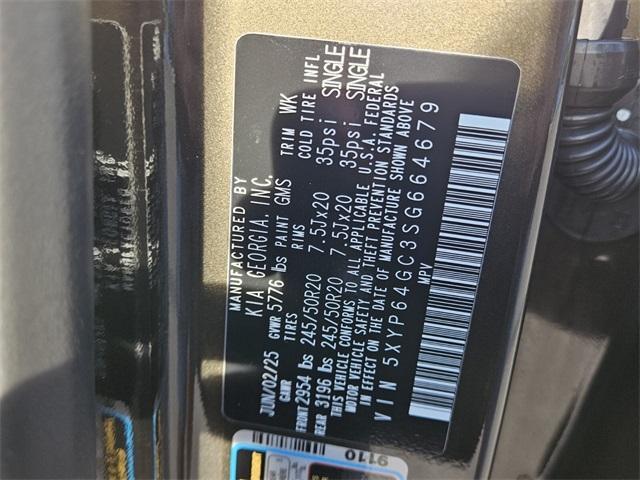 MANUFACTURED BY
KIA GEORGIA, INC.
JUN/02/25 GVWR 5776 lbs PAINT GMS TRIM WK
GAWR TIRES RIMS COLD TIRE INFL
FRONT 2954 lbs 245/50R20 7.5Jx20 35psi SINGLE
REAR 3196 lbs 245/50R20 7.5Jx20 35psi SINGLE
THIS VEHICLE CONFORMS TO ALL APPLICABLE U.S.A. FEDERAL
MOTOR VEHICLE SAFETY AND THEFT PREVENTION STANDARDS
IN EFFECT ON THE DATE OF MANUFACTURE SHOWN ABOVE
VIN 5XYP64GC3SG664679
MPV
9110